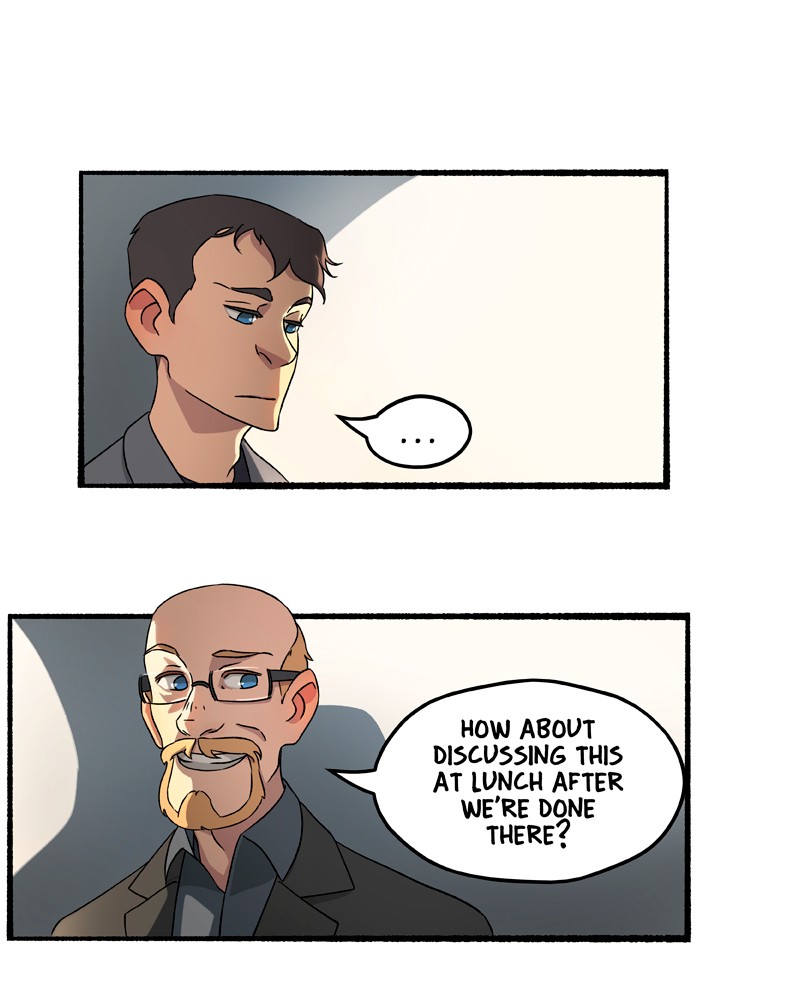 ...
HOW ABOUT
DISCUSSING THIS
AT LUNCH AFTER
WE'RE DONE
THERE?